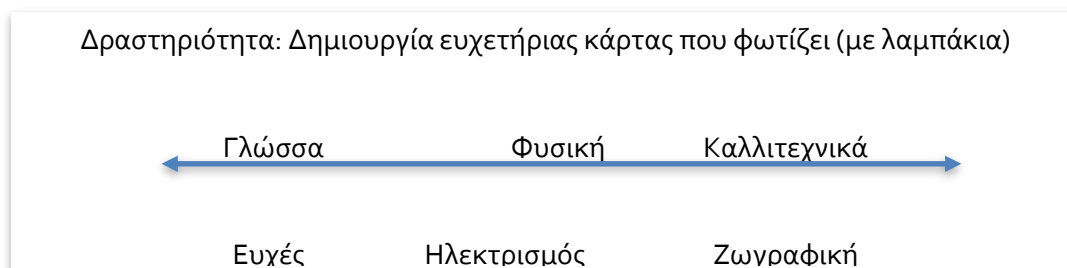 Δραστηριότητα: Δημιουργία ευχετήριας κάρτας που φωτίζει (με λαμπάκια)
Γλώσσα Φυσική Καλλιτεχνικά
Ευχές Ηλεκτρισμός Ζωγραφική